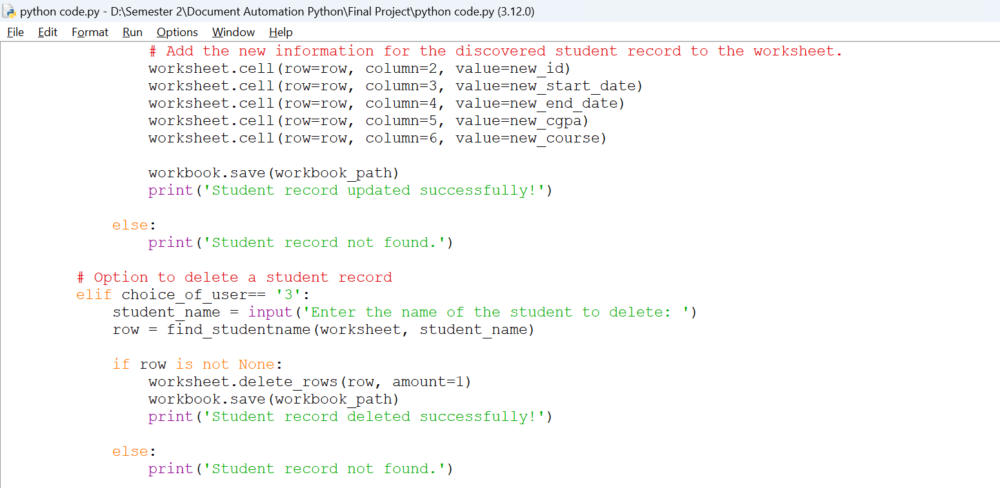 python code.py - D:\Semester 2\Document Automation Python\Final Project\python code.py (3.12.0)
File Edit Format Run Options Window Help
# Add the new information for the discovered student record to the worksheet.
worksheet.cell(row=row, column=2, value=new_id)
worksheet.cell(row=row, column=3, value=new_start_date)
worksheet.cell(row=row, column=4, value=new_end_date)
worksheet.cell(row=row, column=5, value=new_cgpa)
worksheet.cell(row=row, column=6, value=new_course)
workbook.save(workbook_path)
print('Student record updated successfully!')
else:
print('Student record not found.')
# Option to delete a student record
elif choice_of_user== '3':
student_name = input('Enter the name of the student to delete: ')
row = find_studentname(worksheet, student_name)
if row is not None:
worksheet.delete_rows(row, amount=1)
workbook.save(workbook_path)
print('Student record deleted successfully!')
else:
print('Student record not found.')